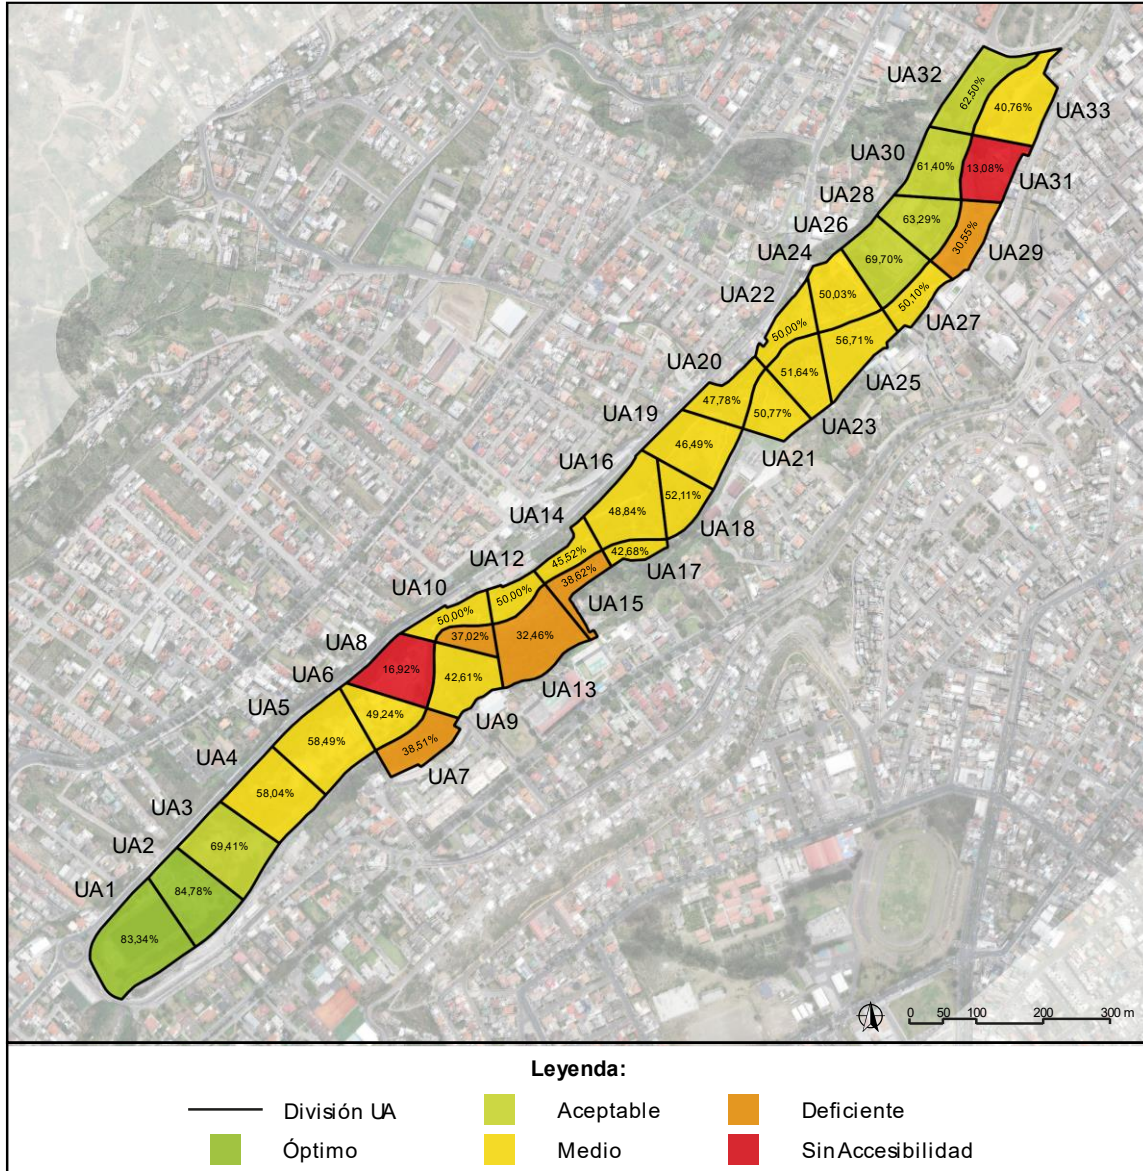 UA32
62,50%
40,76%
UA33
UA30
61,40%
13,08%
UA31
UA28
63,29%
30,55%
UA29
UA26
69,70%
UA24
50,03%
50,10%
UA27
UA22
50,00%
56,71%
UA25
UA20
51,64%
UA23
47,78%
50,77%
UA21
UA19
46,49%
UA16
52,11%
UA18
48,84%
UA14
45,52%
42,68%
UA17
UA12
38,62%
UA15
UA10
50,00%
50,00%
UA8
37,02%
32,46%
UA13
UA6
16,92%
42,61%
UA9
UA5
49,24%
38,51%
UA7
58,49%
UA4
58,04%
UA3
69,41%
UA2
84,78%
UA1
83,34%
0 50 100 200 300 m
Leyenda:
División UA Aceptable Deficiente
Óptimo Medio Sin Accesibilidad